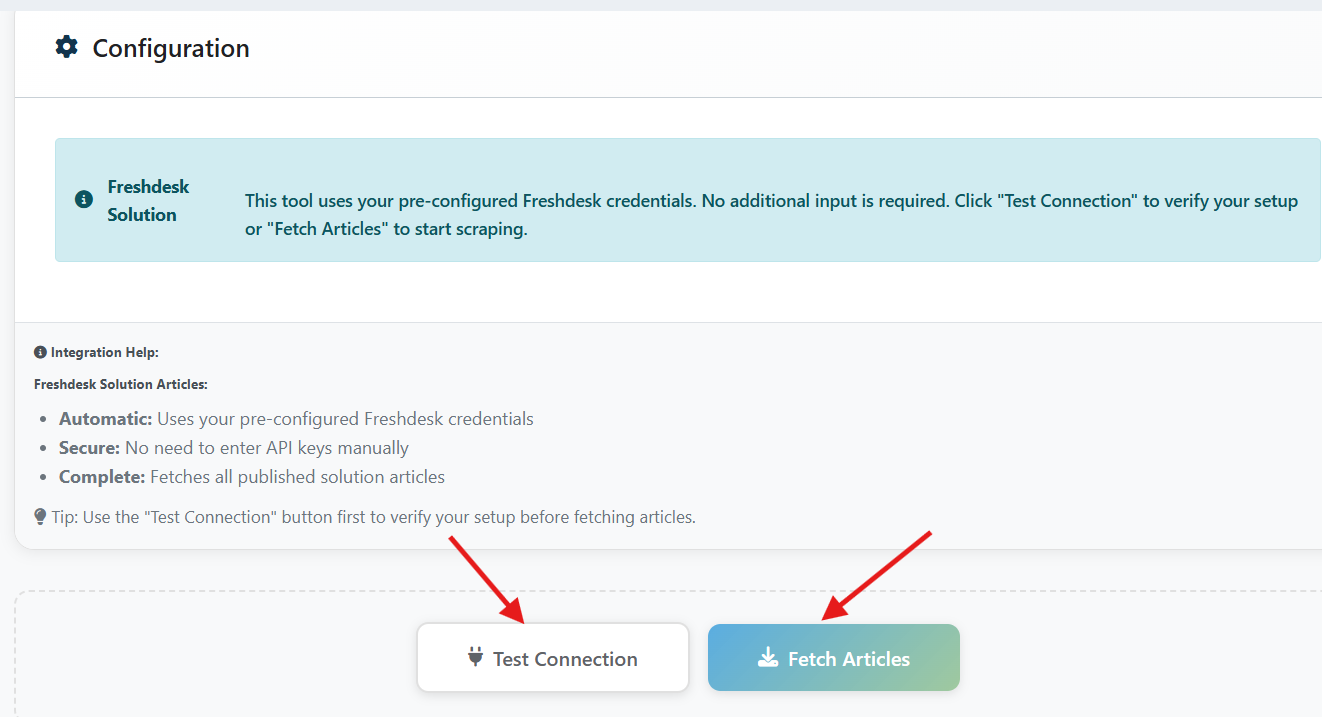 Configuration
Freshdesk
Solution
This tool uses your pre-configured Freshdesk credentials. No additional input is required. Click "Test Connection" to verify your setup
or "Fetch Articles" to start scraping.
Integration Help:
Freshdesk Solution Articles:
• Automatic: Uses your pre-configured Freshdesk credentials
• Secure: No need to enter API keys manually
• Complete: Fetches all published solution articles
Tip: Use the "Test Connection" button first to verify your setup before fetching articles.
Test Connection
Fetch Articles